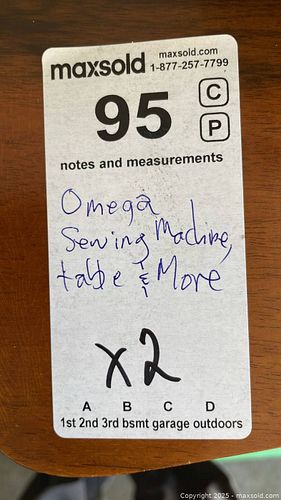 maxsold maxsold.com
1-877-257-7799
95 C
P
notes and measurements
Omega
Sewing Machine,
table & More
x2
A B C D
1st 2nd 3rd bsmt garage outdoors
Copyright © 2025 - maxsold.com